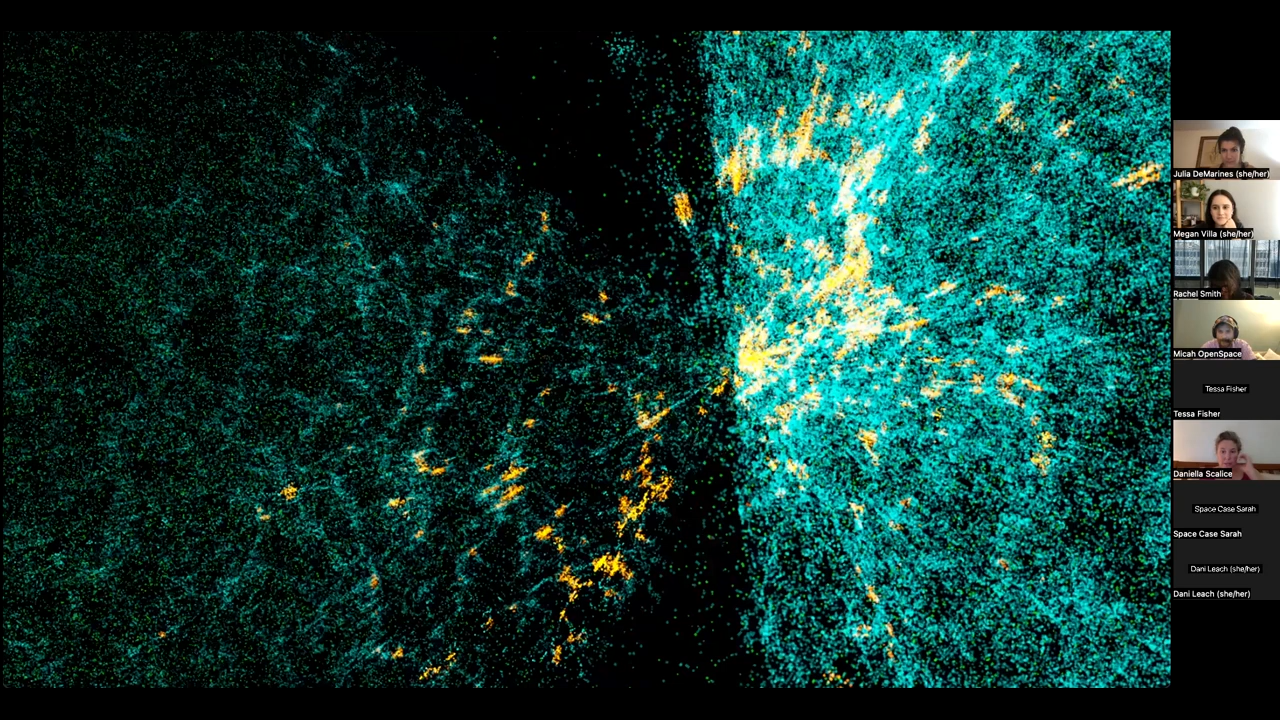 Julia DeMarines (she/her)
Megan Villa (she/her)
Rachel Smith
Micah OpenSpace
Tessa Fisher
Tessa Fisher
Daniella Scalice
Space Case Sarah
Space Case Sarah
Dani Leach (she/her)
Dani Leach (she/her)